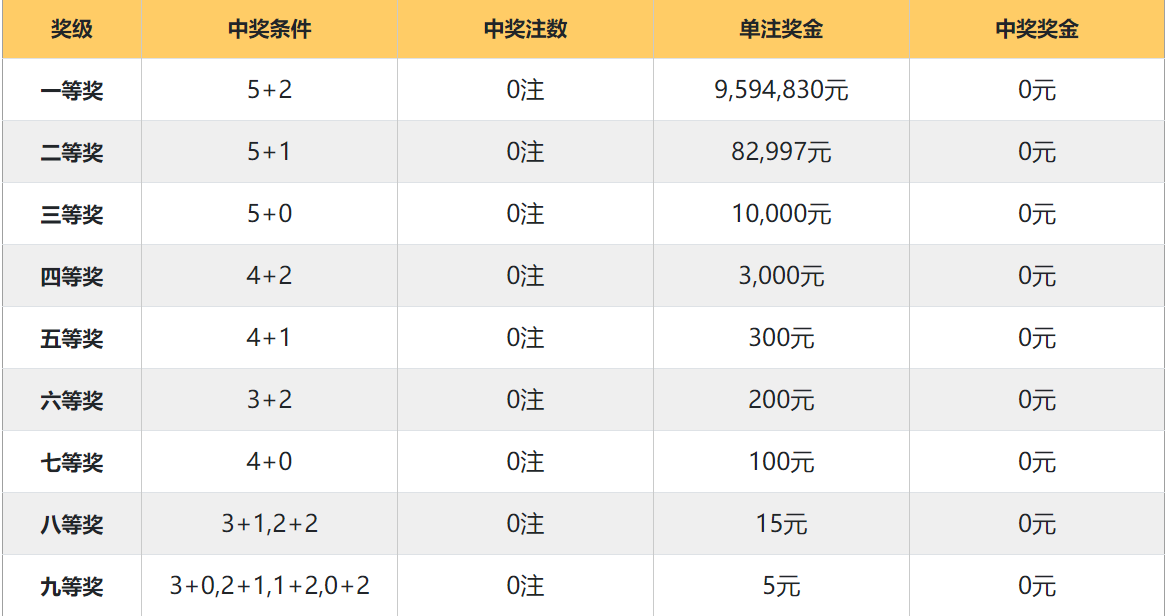 奖级 中奖条件 中奖注数 单注奖金 中奖奖金
一等奖 5+2 0注 9,594,830元 0元
二等奖 5+1 0注 82,997元 0元
三等奖 5+0 0注 10,000元 0元
四等奖 4+2 0注 3,000元 0元
五等奖 4+1 0注 300元 0元
六等奖 3+2 0注 200元 0元
七等奖 4+0 0注 100元 0元
八等奖 3+1,2+2 0注 15元 0元
九等奖 3+0,2+1,1+2,0+2 0注 5元 0元